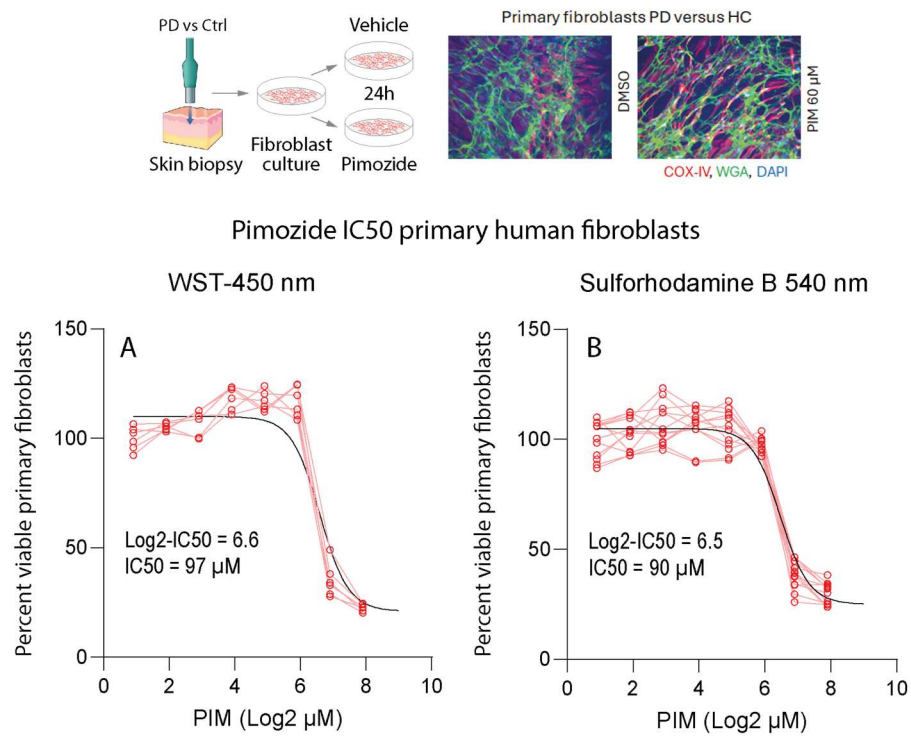 PD vs Ctrl
Vehicle
24h
Skin biopsy
Fibroblast
culture
Pimozide
Primary fibroblasts PD versus HC
DMSO
PIM 60 µM
COX-IV, WGA, DAPI
Pimozide IC50 primary human fibroblasts
WST-450 nm
Percent viable primary fibroblasts
150
100
50
0
A
Log2-IC50 = 6.6
IC50 = 97 µM
0 2 4 6 8 10
PIM (Log2 µM)
Sulforhodamine B 540 nm
Percent viable primary fibroblasts
150
100
50
0
B
Log2-IC50 = 6.5
IC50 = 90 µM
0 2 4 6 8 10
PIM (Log2 µM)